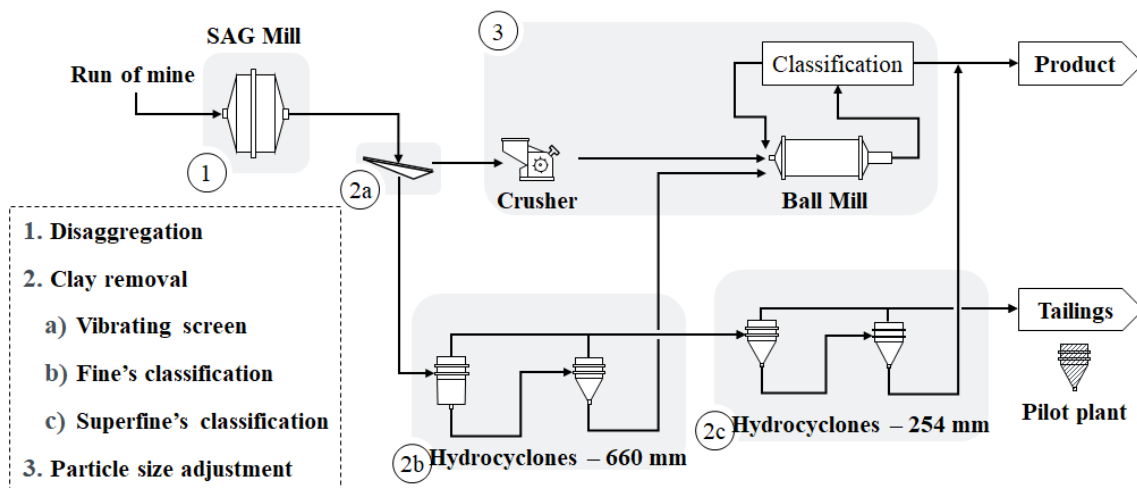 SAG Mill
Run of mine
1
2a
3
Crusher
Classification
Ball Mill
Product
1. Disaggregation
2. Clay removal
a) Vibrating screen
b) Fine's classification
c) Superfine's classification
3. Particle size adjustment
2b
Hydrocyclones – 660 mm
2c
Hydrocyclones – 254 mm
Tailings
Pilot plant